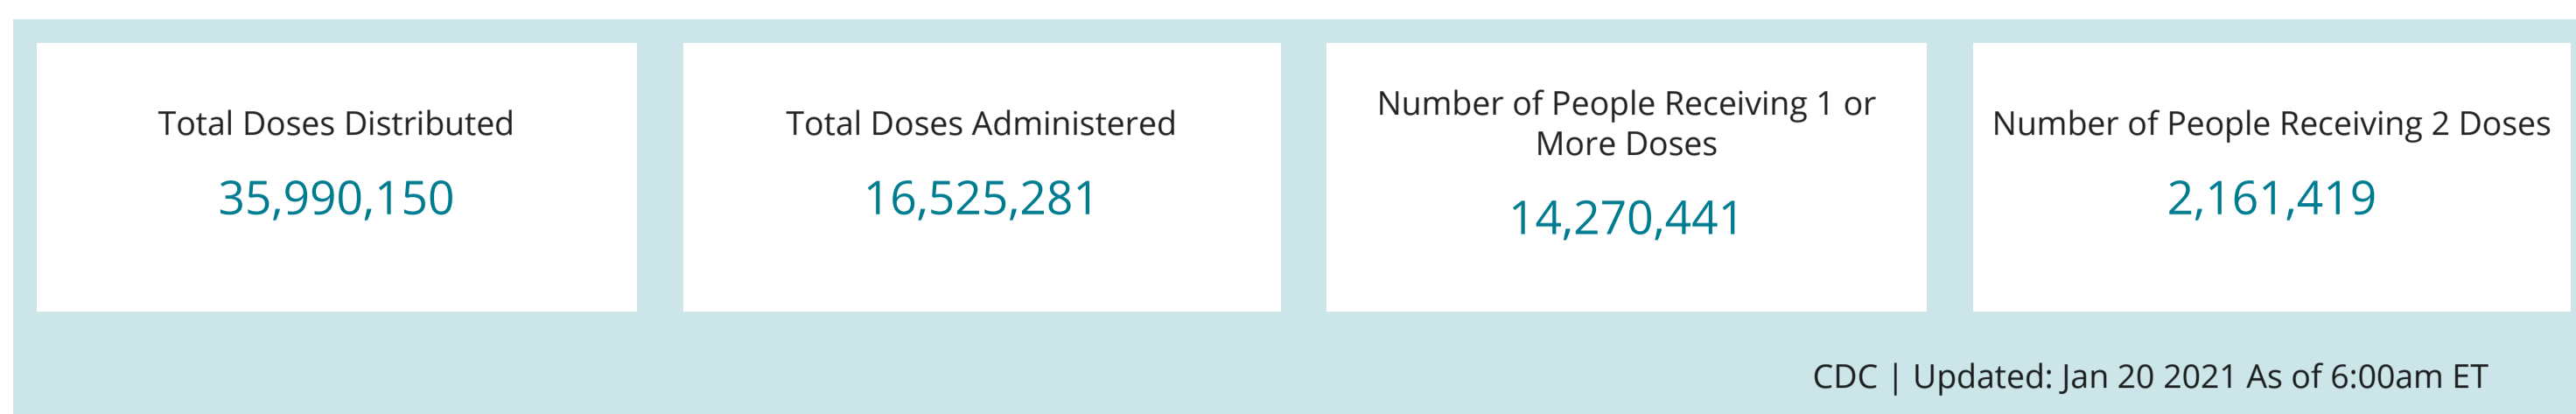 Total Doses Distributed
35,990,150
Total Doses Administered
16,525,281
Number of People Receiving 1 or
More Doses
14,270,441
Number of People Receiving 2 Doses
2,161,419
CDC | Updated: Jan 20 2021 As of 6:00am ET